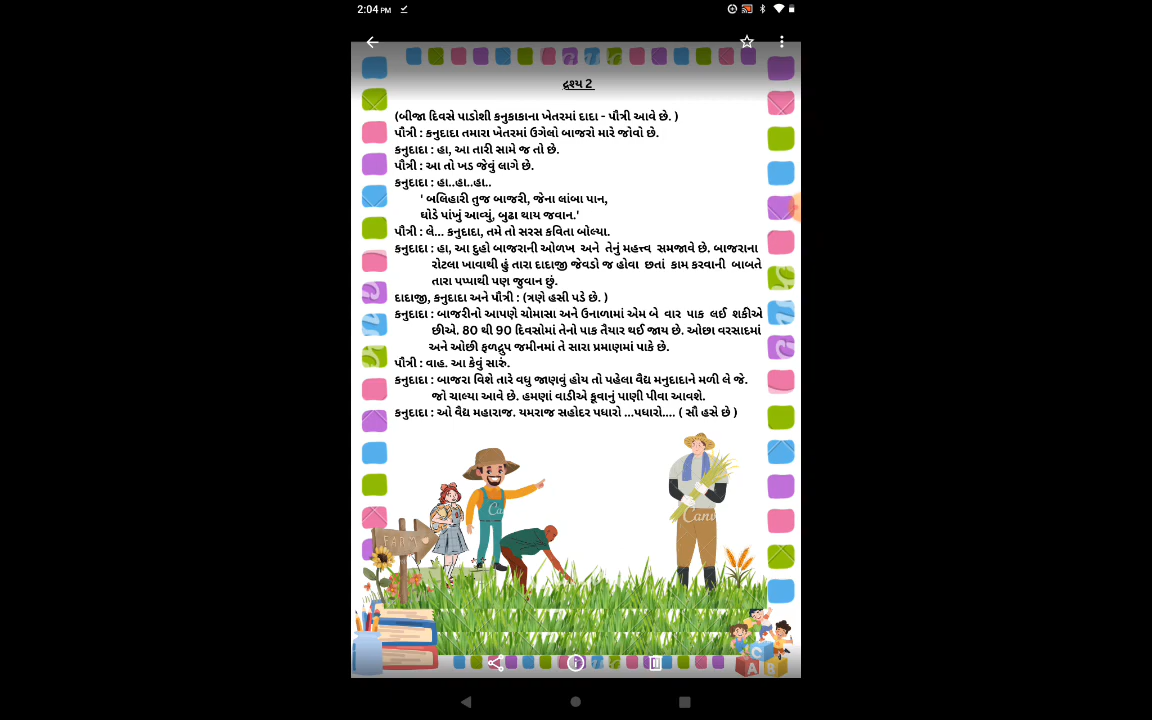 2:04 PM
દ્રશ્ય 2
(બીજા દિવસે પાડોશી કનુકાકાના ખેતરમાં દાદા - પૌત્રી આવે છે. )
પૌત્રી : કનુદાદા તમારા ખેતરમાં ઉગેલો બાજરો મારે જોવો છે.
કનુદાદા : હા, આ તારી સામે જ તો છે.
પૌત્રી : આ તો ખડ જેવું લાગે છે.
કનુદાદા : હા..હા..હા..
' બલિહારી તુજ બાજરી, જેના લાંબા પાન,
ઘોડે પાંખું આવ્યું, બુઢ્ઢા થાય જવાન.'
પૌત્રી : લે... કનુદાદા, તમે તો સરસ કવિતા બોલ્યા.
કનુદાદા : હા, આ દુહો બાજરાની ઓળખ અને તેનું મહત્ત્વ સમજાવે છે. બાજરાના
રોટલા ખાવાથી હું તારા દાદાજી જેવડો જ હોવા છતાં કામ કરવાની બાબતે
તારા પપ્પાથી પણ જુવાન છું.
દાદાજી, કનુદાદા અને પૌત્રી : (ત્રણે હસી પડે છે. )
કનુદાદા : બાજરીનો આપણે ચોમાસા અને ઉનાળામાં એમ બે વાર પાક લઈ શકીએ
છીએ. 80 થી 90 દિવસોમાં તેનો પાક તૈયાર થઈ જાય છે. ઓછા વરસાદમાં
અને ઓછી ફળદ્રુપ જમીનમાં તે સારા પ્રમાણમાં પાકે છે.
પૌત્રી : વાહ. આ કેવું સારું.
કનુદાદા : બાજરા વિશે તારે વધુ જાણવું હોય તો પહેલા વૈદ્ય મનુદાદાને મળી લે જે.
જો ચાલ્યા આવે છે. હમણાં વાડીએ કૂવાનું પાણી પીવા આવશે.
કનુદાદા : ઓ વૈદ્ય મહારાજ. યમરાજ સહોદર પધારો ...પધારો.... ( સૌ હસે છે )
FARM
C
A B